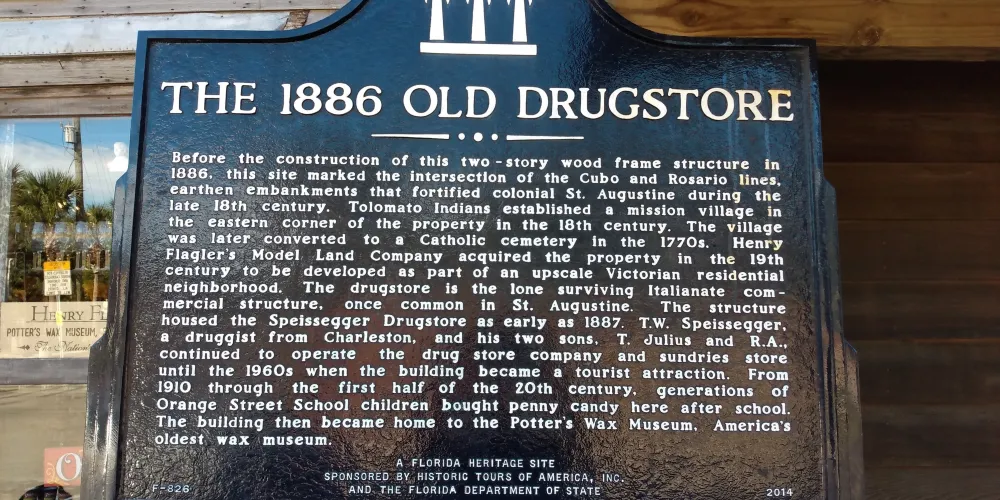 THE 1886 OLD DRUGSTORE
Before the construction of this two-story wood frame structure in
1886, this site marked the intersection of the Cubo and Rosario lines,
earthen embankments that fortified colonial St. Augustine during the
late 18th century. Tolomato Indians established a mission village in
the eastern corner of the property in the 18th century. The village
was later converted to a Catholic cemetery in the 1770s. Henry
Flagler's Model Land Company acquired the property in the 19th
century to be developed as part of an upscale Victorian residential
neighborhood. The drugstore is the lone surviving Italianate com-
mercial structure, once common in St. Augustine. The structure
housed the Speissegger Drugstore as early as 1887. T.W. Speissegger,
a druggist from Charleston, and his two sons, T. Julius and R.A.,
continued to operate the drug store company and sundries store
until the 1960s when the building became a tourist attraction. From
1910 through the first half of the 20th century, generations of
Orange Street School children bought penny candy here after school.
The building then became home to the Potter's Wax Museum, America's
oldest wax museum.
A FLORIDA HERITAGE SITE
SPONSORED BY HISTORIC TOURS OF AMERICA, INC.
F-826 AND THE FLORIDA DEPARTMENT OF STATE 2014
HENRY FL
POTTER'S WAX MUSEUM,
The Nation